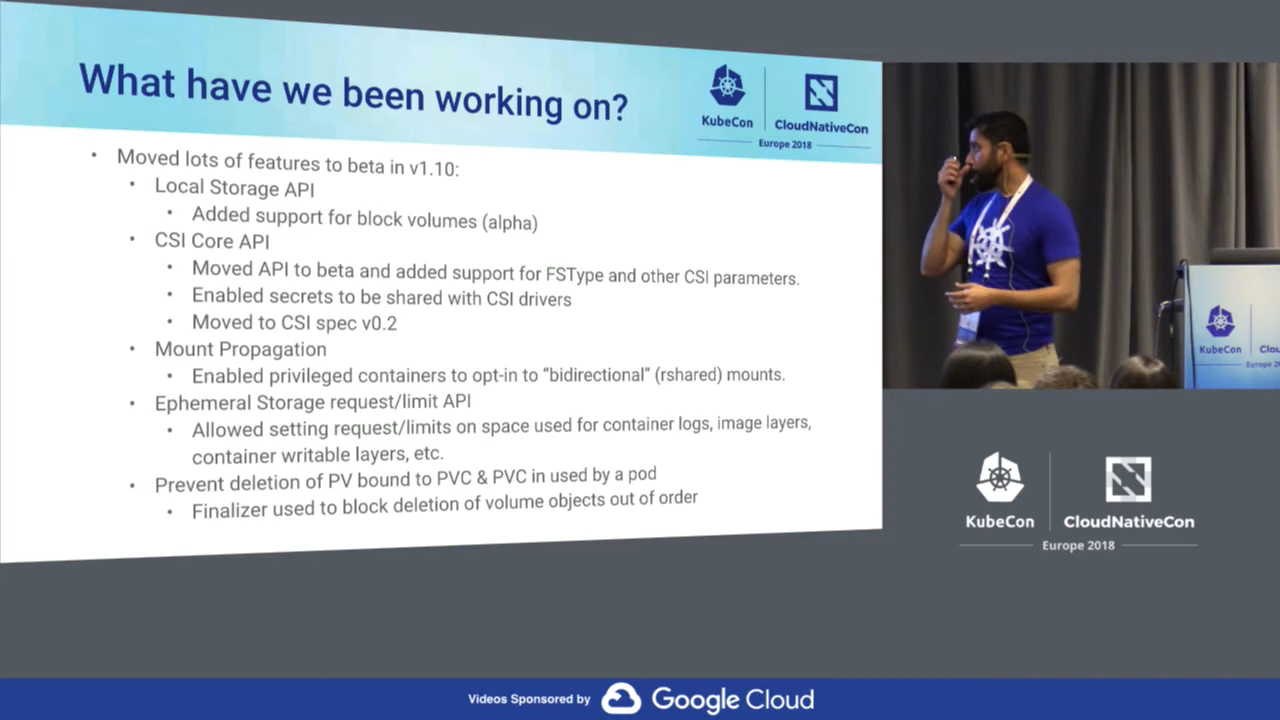 What have we been working on?
KubeCon
CloudNativeCon
Europe 2018
• Moved lots of features to beta in v1.10:
• Local Storage API
• Added support for block volumes (alpha)
• CSI Core API
• Moved API to beta and added support for FSType and other CSI parameters.
• Enabled secrets to be shared with CSI drivers
• Moved to CSI spec v0.2
• Mount Propagation
• Enabled privileged containers to opt-in to “bidirectional” (rshared) mounts.
• Ephemeral Storage request/limit API
• Allowed setting request/limits on space used for container logs, image layers,
container writable layers, etc.
• Prevent deletion of PV bound to PVC & PVC in used by a pod
• Finalizer used to block deletion of volume objects out of order
KubeCon
Clou
Europe 2
KubeCon
CloudNativeCon
Europe 2018
Videos Sponsored by Google Cloud